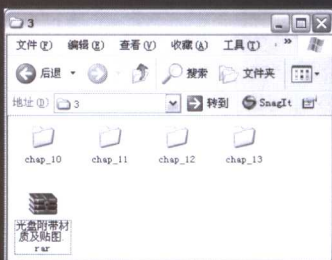 3
文件(F) 编辑(E) 查看(V) 收藏(A) 工具(T) »
后退 搜索 文件夹
地址(D) 3 转到 SnagIt
chap_10 chap_11 chap_12 chap_13
光盘附带材
质及贴图.
rar